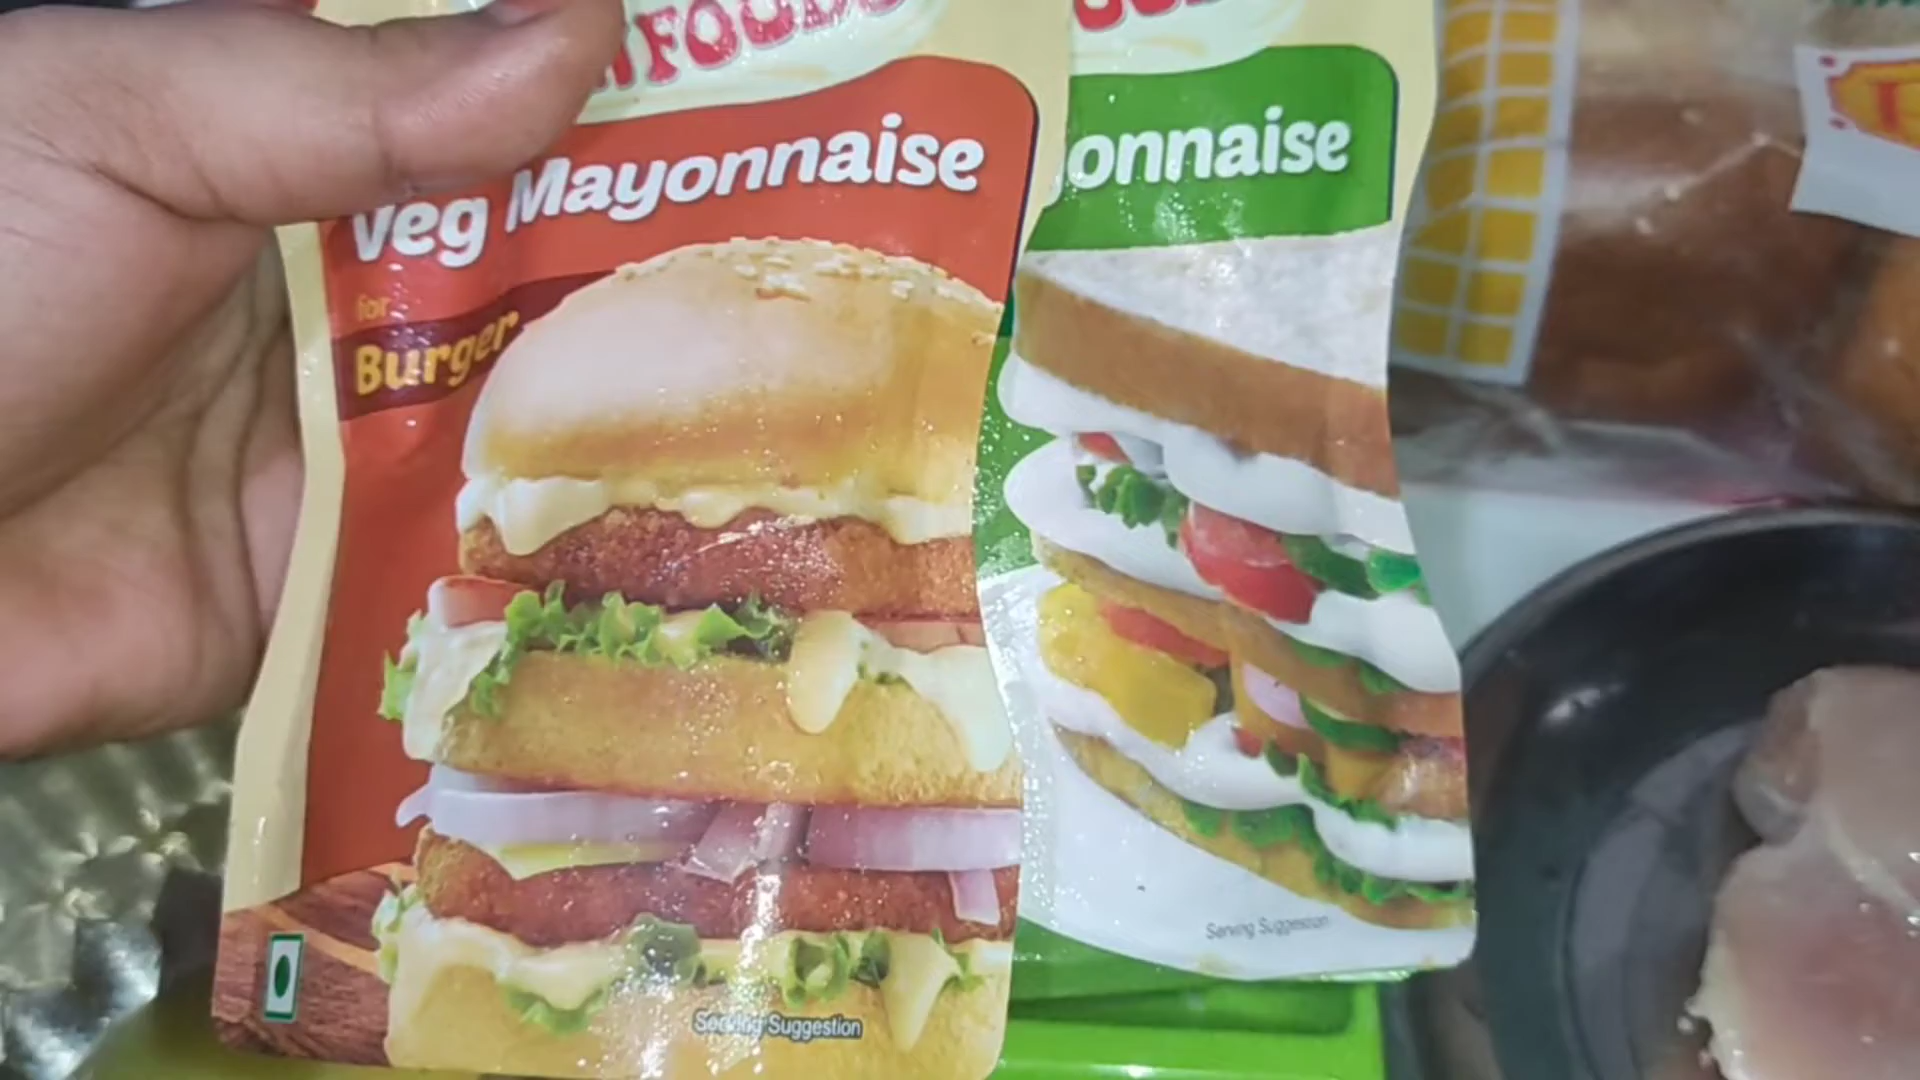 Veg Mayonnaise
for
Burger
Serving Suggestion
onnaise
Serving Suggestion